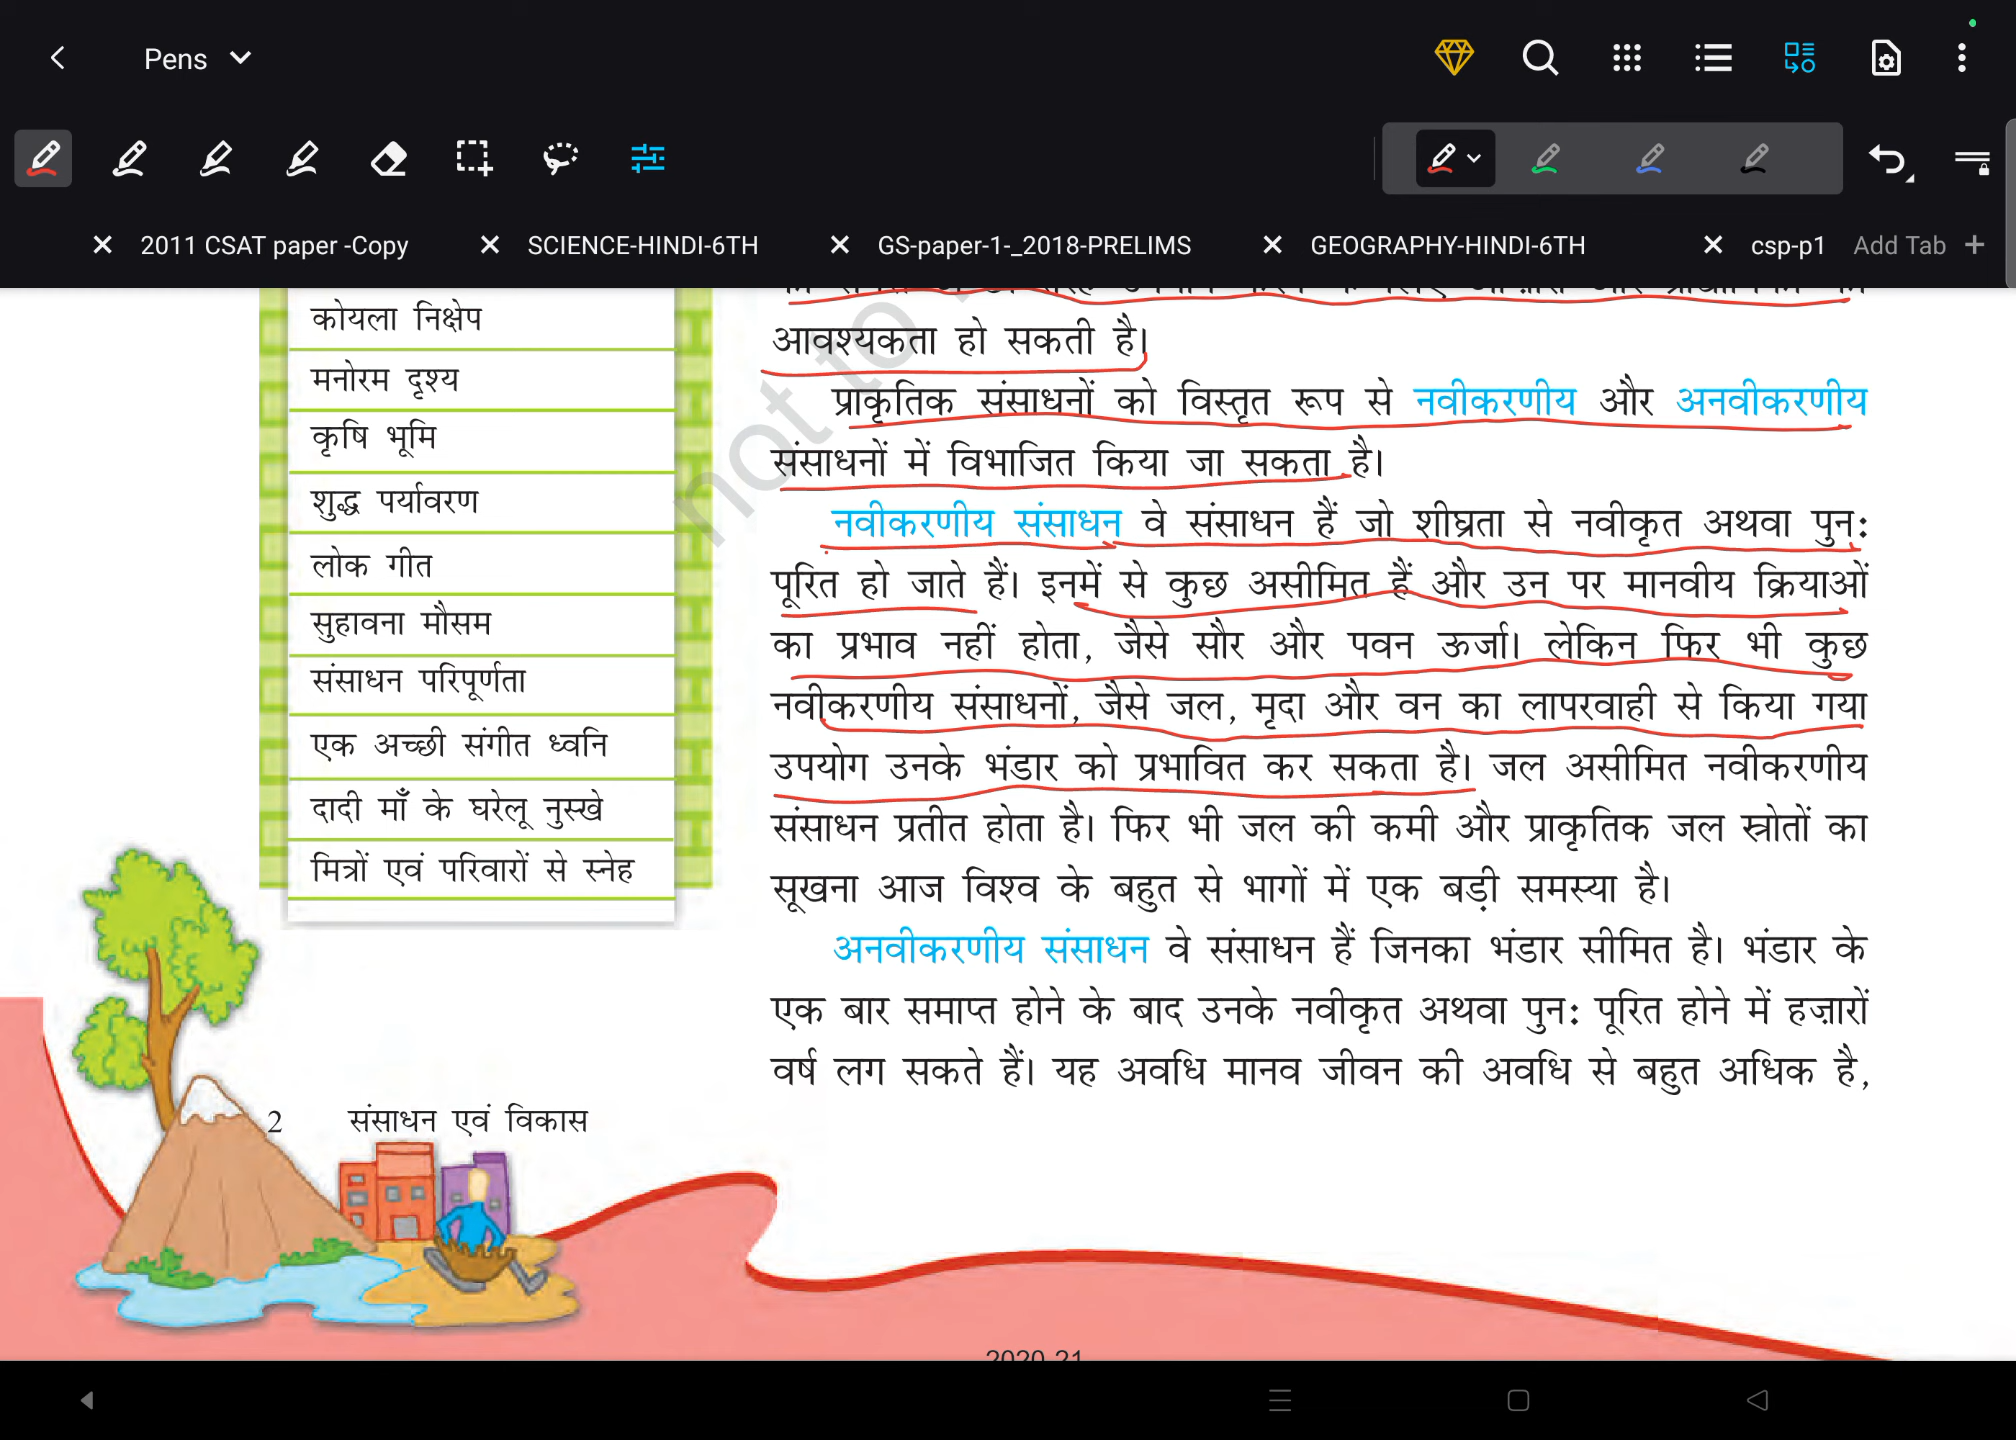 Pens
2011 CSAT paper -Copy
SCIENCE-HINDI-6TH
GS-paper-1-_2018-PRELIMS
GEOGRAPHY-HINDI-6TH
csp-p1
Add Tab
कोयला निक्षेप
मनोरम दृश्य
कृषि भूमि
शुद्ध पर्यावरण
लोक गीत
सुहावना मौसम
संसाधन परिपूर्णता
एक अच्छी संगीत ध्वनि
दादी माँ के घरेलू नुस्खे
मित्रों एवं परिवारों से स्नेह
आवश्यकता हो सकती है।
प्राकृतिक संसाधनों को विस्तृत रूप से नवीकरणीय और अनवीकरणीय
संसाधनों में विभाजित किया जा सकता है।
नवीकरणीय संसाधन वे संसाधन हैं जो शीघ्रता से नवीकृत अथवा पुनः
पूरित हो जाते हैं। इनमें से कुछ असीमित हैं और उन पर मानवीय क्रियाओं
का प्रभाव नहीं होता, जैसे सौर और पवन ऊर्जा। लेकिन फिर भी कुछ
नवीकरणीय संसाधनों, जैसे जल, मृदा और वन का लापरवाही से किया गया
उपयोग उनके भंडार को प्रभावित कर सकता है। जल असीमित नवीकरणीय
संसाधन प्रतीत होता है। फिर भी जल की कमी और प्राकृतिक जल स्त्रोतों का
सूखना आज विश्व के बहुत से भागों में एक बड़ी समस्या है।
अनवीकरणीय संसाधन वे संसाधन हैं जिनका भंडार सीमित है। भंडार के
एक बार समाप्त होने के बाद उनके नवीकृत अथवा पुनः पूरित होने में हज़ारों
वर्ष लग सकते हैं। यह अवधि मानव जीवन की अवधि से बहुत अधिक है,
not to
2 संसाधन एवं विकास
2020-21